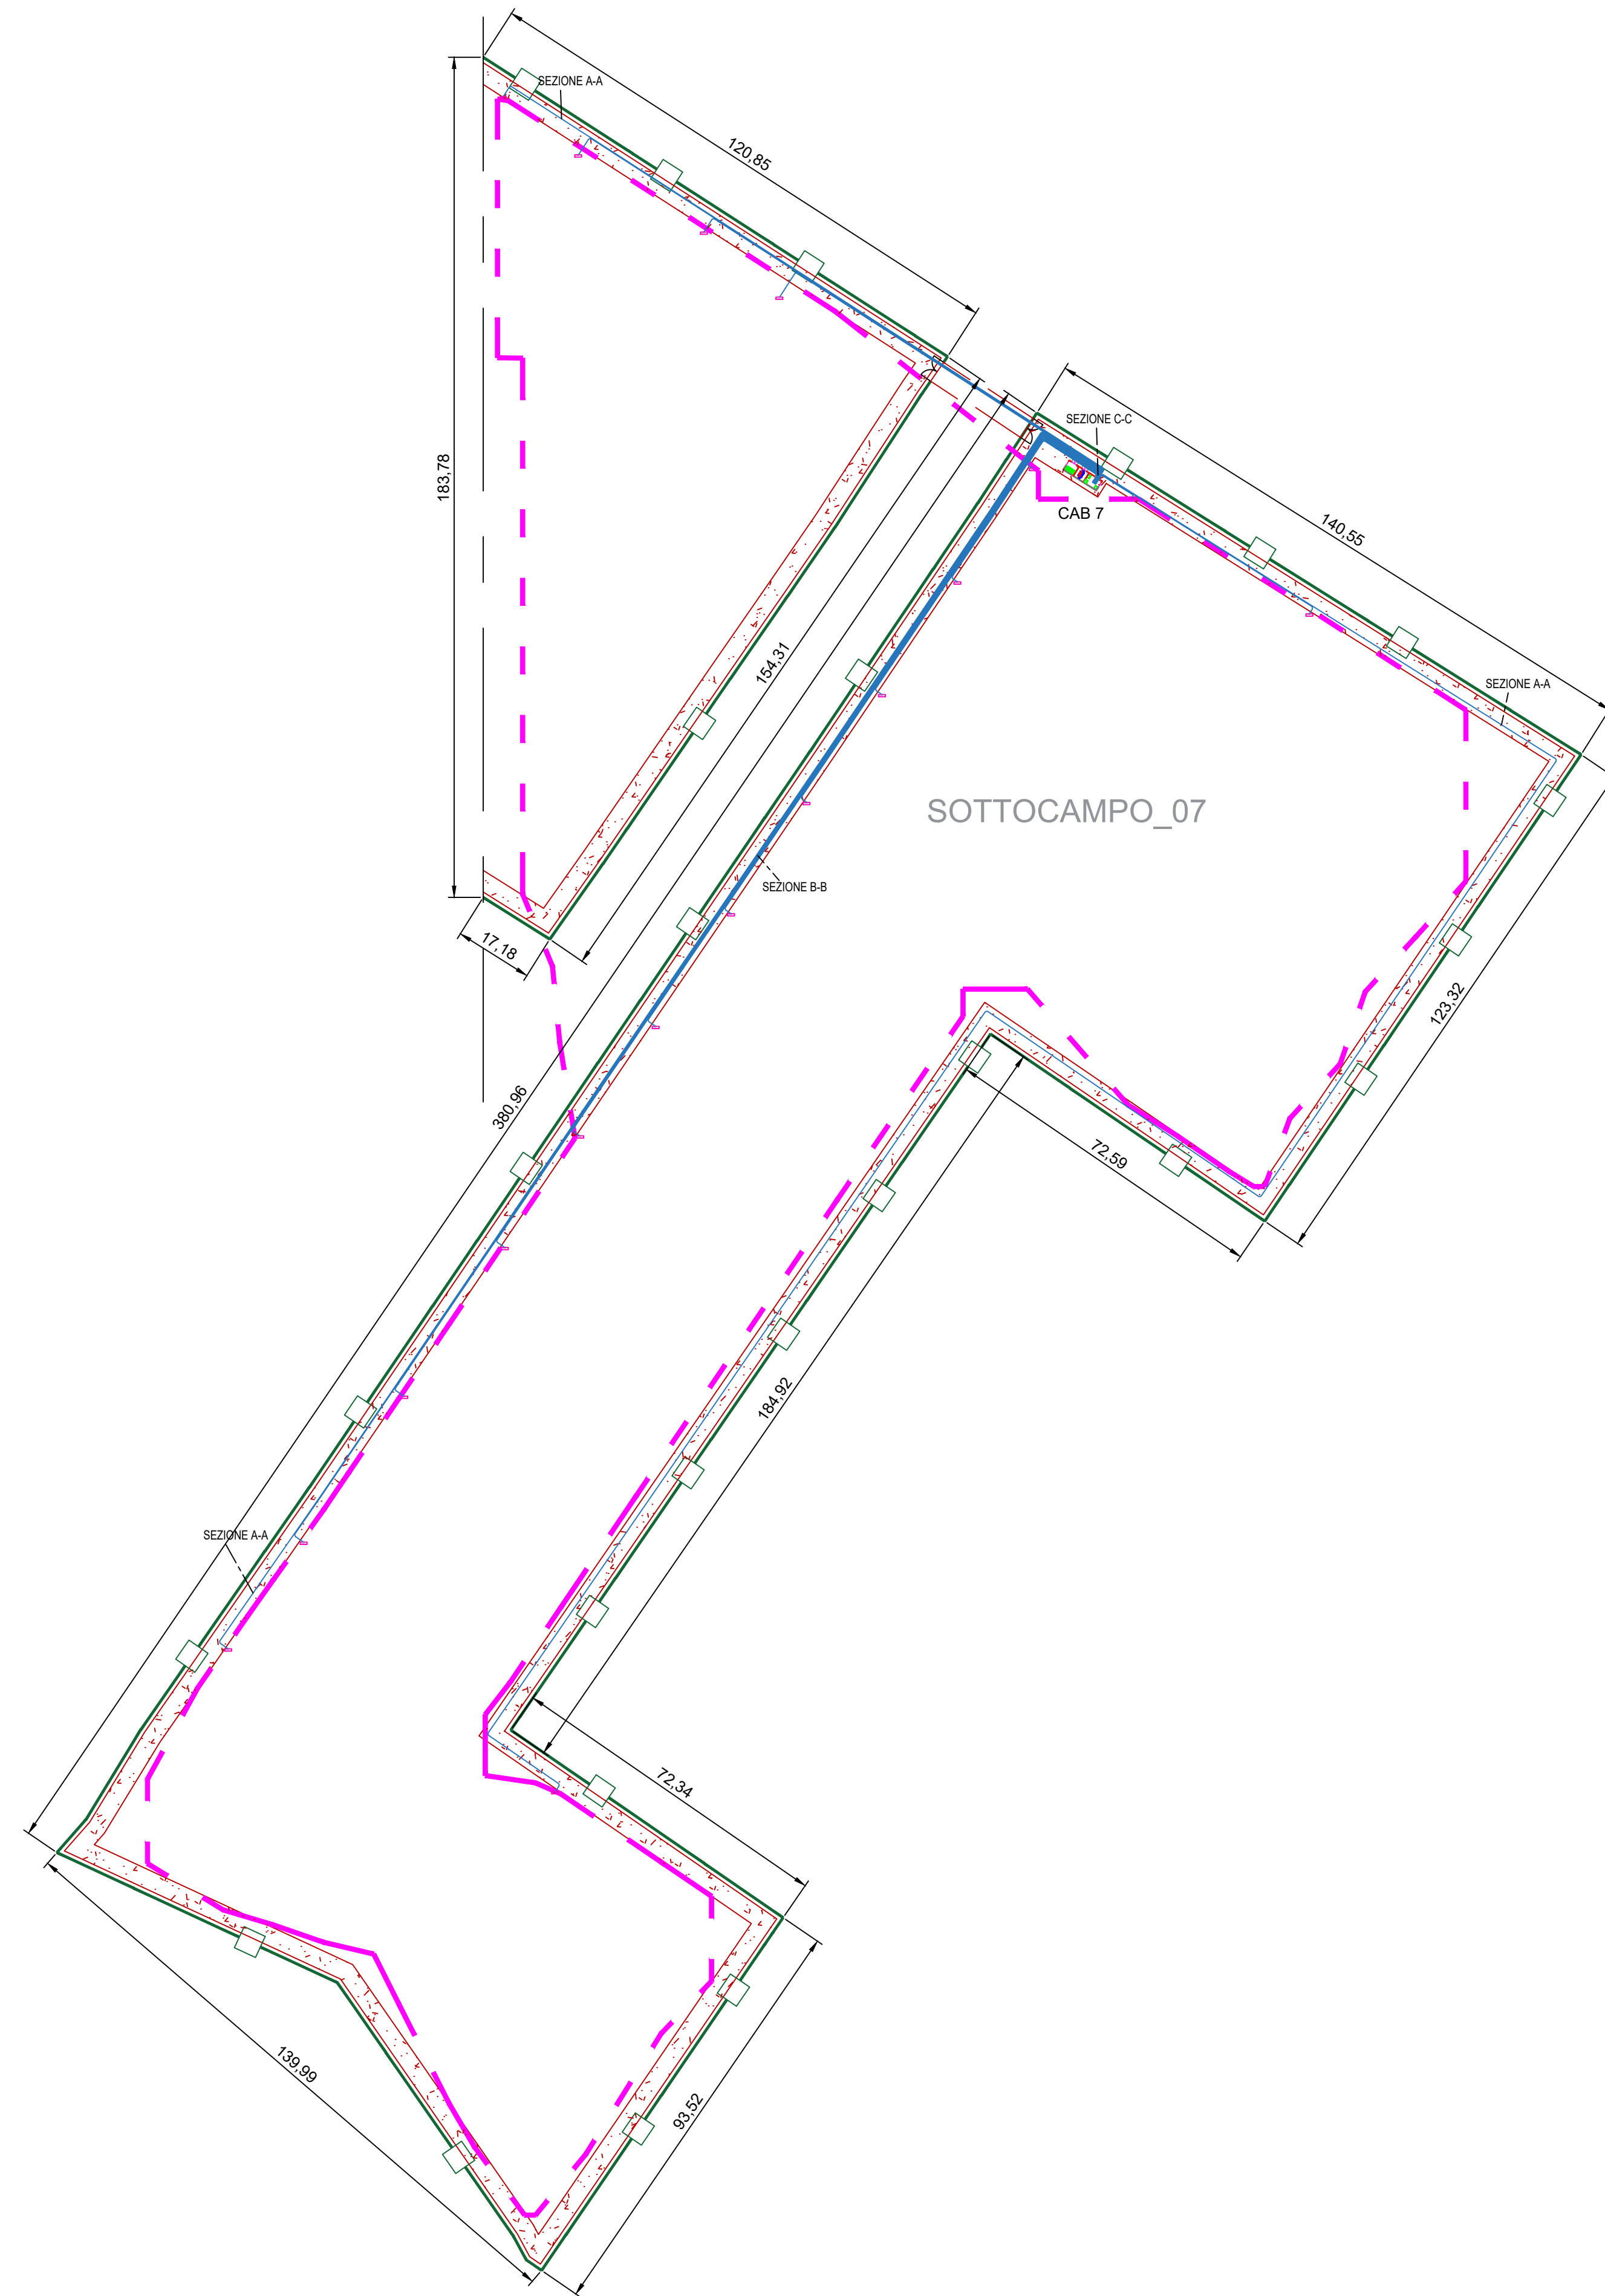 SEZIONE A-A
120,85
183,78
SEZIONE C-C
CAB 7
140,55
154,31
SEZIONE A-A
SOTTOCAMPO_07
SEZIONE B-B
17,18
123,32
380,96
72,59
184,92
SEZIONE A-A
72,34
139,99
93,52